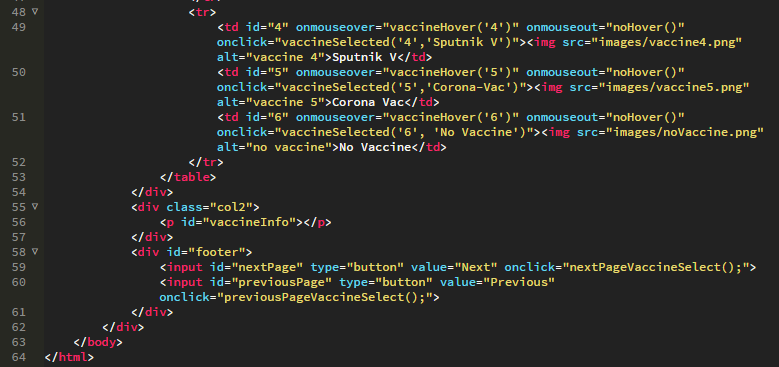 48 ▽ <tr>
49 <td id="4" onmouseover="vaccineHover('4')" onmouseout="noHover()"
onclick="vaccineSelected('4','Sputnik V')"><img src="images/vaccine4.png"
alt="vaccine 4">Sputnik V</td>
50 <td id="5" onmouseover="vaccineHover('5')" onmouseout="noHover()"
onclick="vaccineSelected('5','Corona-Vac')"><img src="images/vaccine5.png"
alt="vaccine 5">Corona Vac</td>
51 <td id="6" onmouseover="vaccineHover('6')" onmouseout="noHover()"
onclick="vaccineSelected('6', 'No Vaccine')"><img src="images/noVaccine.png"
alt="no vaccine">No Vaccine</td>
52 </tr>
53 </table>
54 </div>
55 ▽ <div class="col2">
56 <p id="vaccineInfo"></p>
57 </div>
58 ▽ <div id="footer">
59 <input id="nextPage" type="button" value="Next" onclick="nextPageVaccineSelect();">
60 <input id="previousPage" type="button" value="Previous"
onclick="previousPageVaccineSelect();">
61 </div>
62 </div>
63 </body>
64 </html>